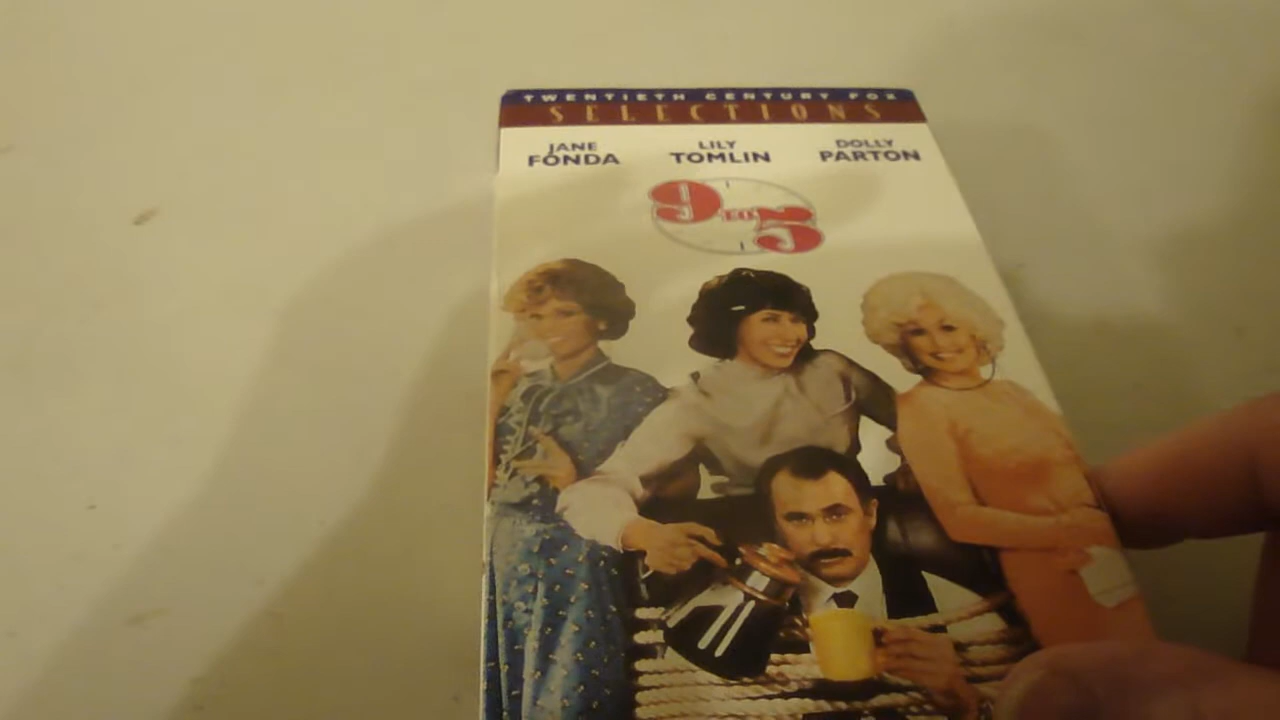 TWENTIETH CENTURY FOX
SELECTIONS
JANE FONDA
LILY TOMLIN
DOLLY PARTON
9 TO 5